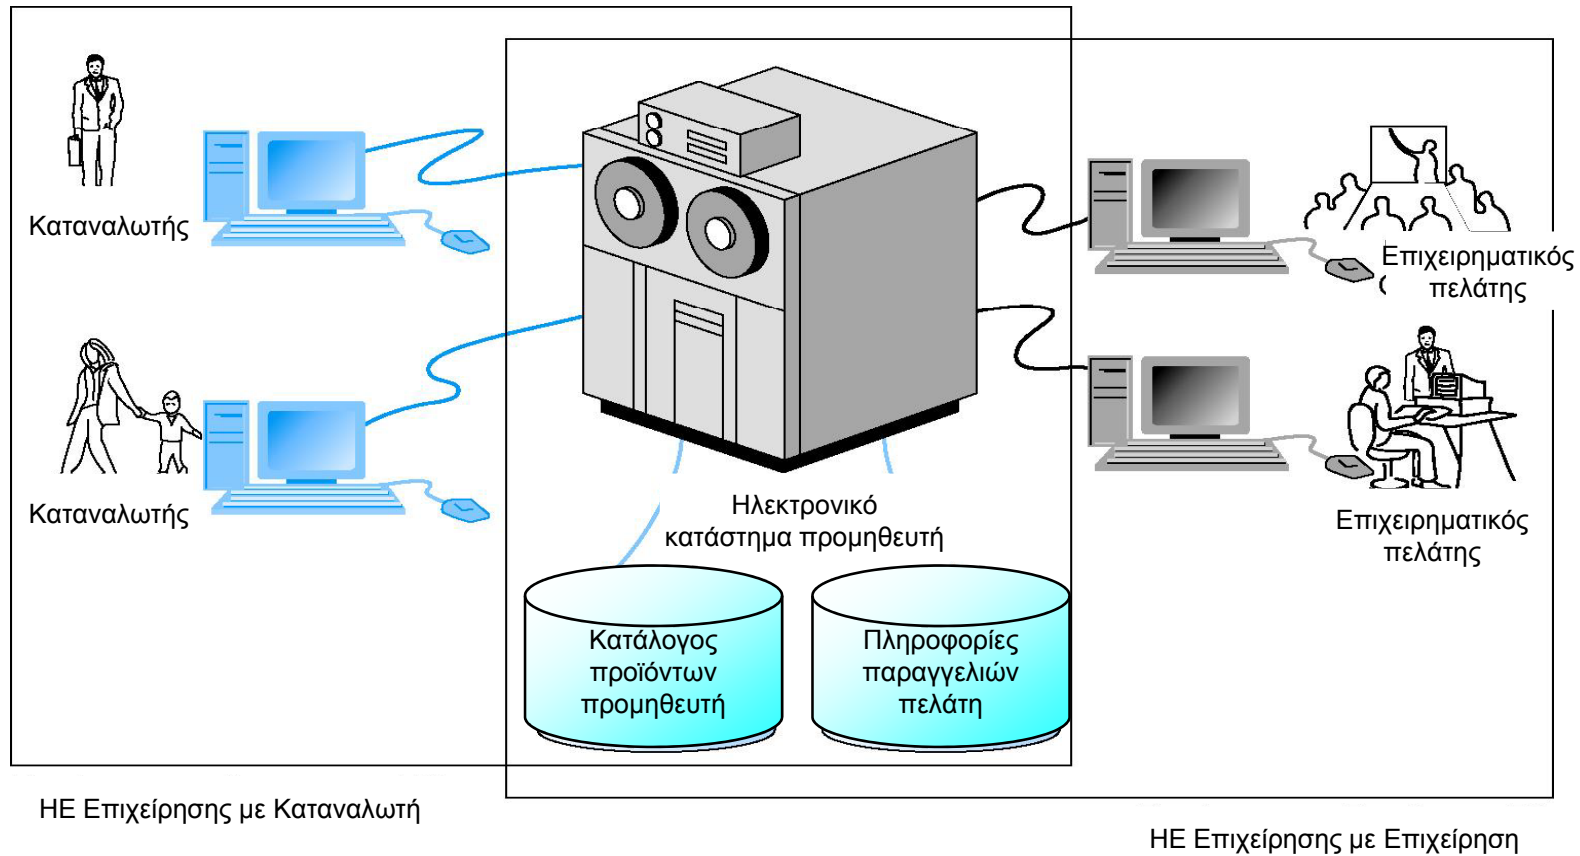 Καταναλωτής
Επιχειρηματικός
πελάτης
Καταναλωτής
Ηλεκτρονικό
κατάστημα προμηθευτή
Επιχειρηματικός
πελάτης
Κατάλογος
προϊόντων
προμηθευτή
Πληροφορίες
παραγγελιών
πελάτη
ΗΕ Επιχείρησης με Καταναλωτή
ΗΕ Επιχείρησης με Επιχείρηση